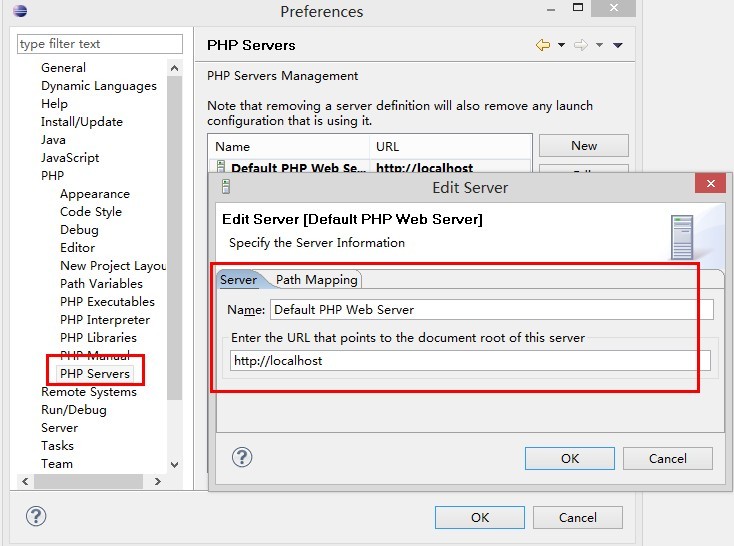 Preferences
type filter text
General
Dynamic Languages
Help
Install/Update
Java
JavaScript
PHP
Appearance
Code Style
Debug
Editor
New Project Layou
Path Variables
PHP Executables
PHP Interpreter
PHP Libraries
PHP Manual
PHP Servers
Remote Systems
Run/Debug
Server
Tasks
Team
PHP Servers
PHP Servers Management
Note that removing a server definition will also remove any launch
configuration that is using it.
Name URL
Default PHP Web Se... http://localhost
New
Edit Server
Edit Server [Default PHP Web Server]
Specify the Server Information
Server Path Mapping
Name: Default PHP Web Server
Enter the URL that points to the document root of this server
http://localhost
OK Cancel
OK Cancel